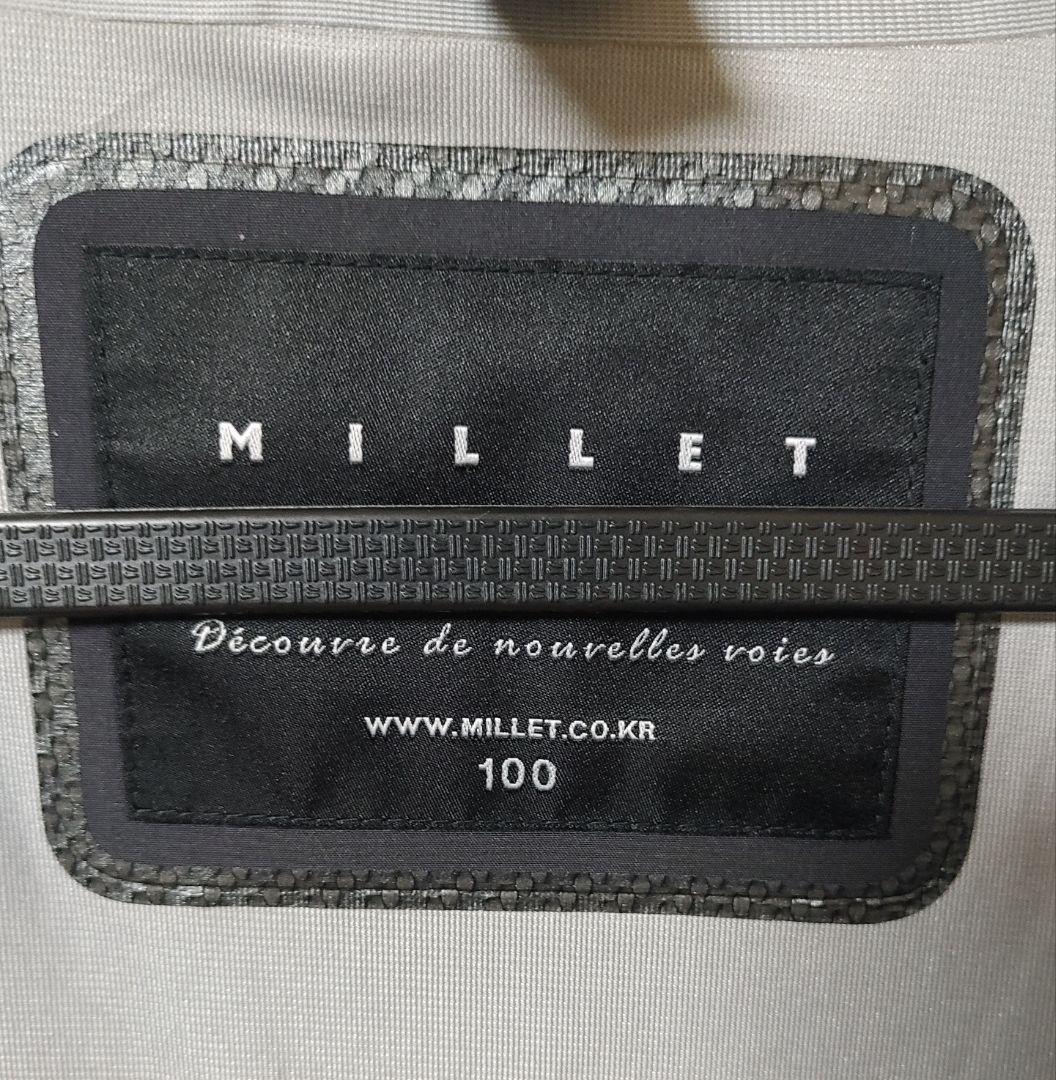 MILLET
Découvre de nouvelles voies
WWW.MILLET.CO.KR
100